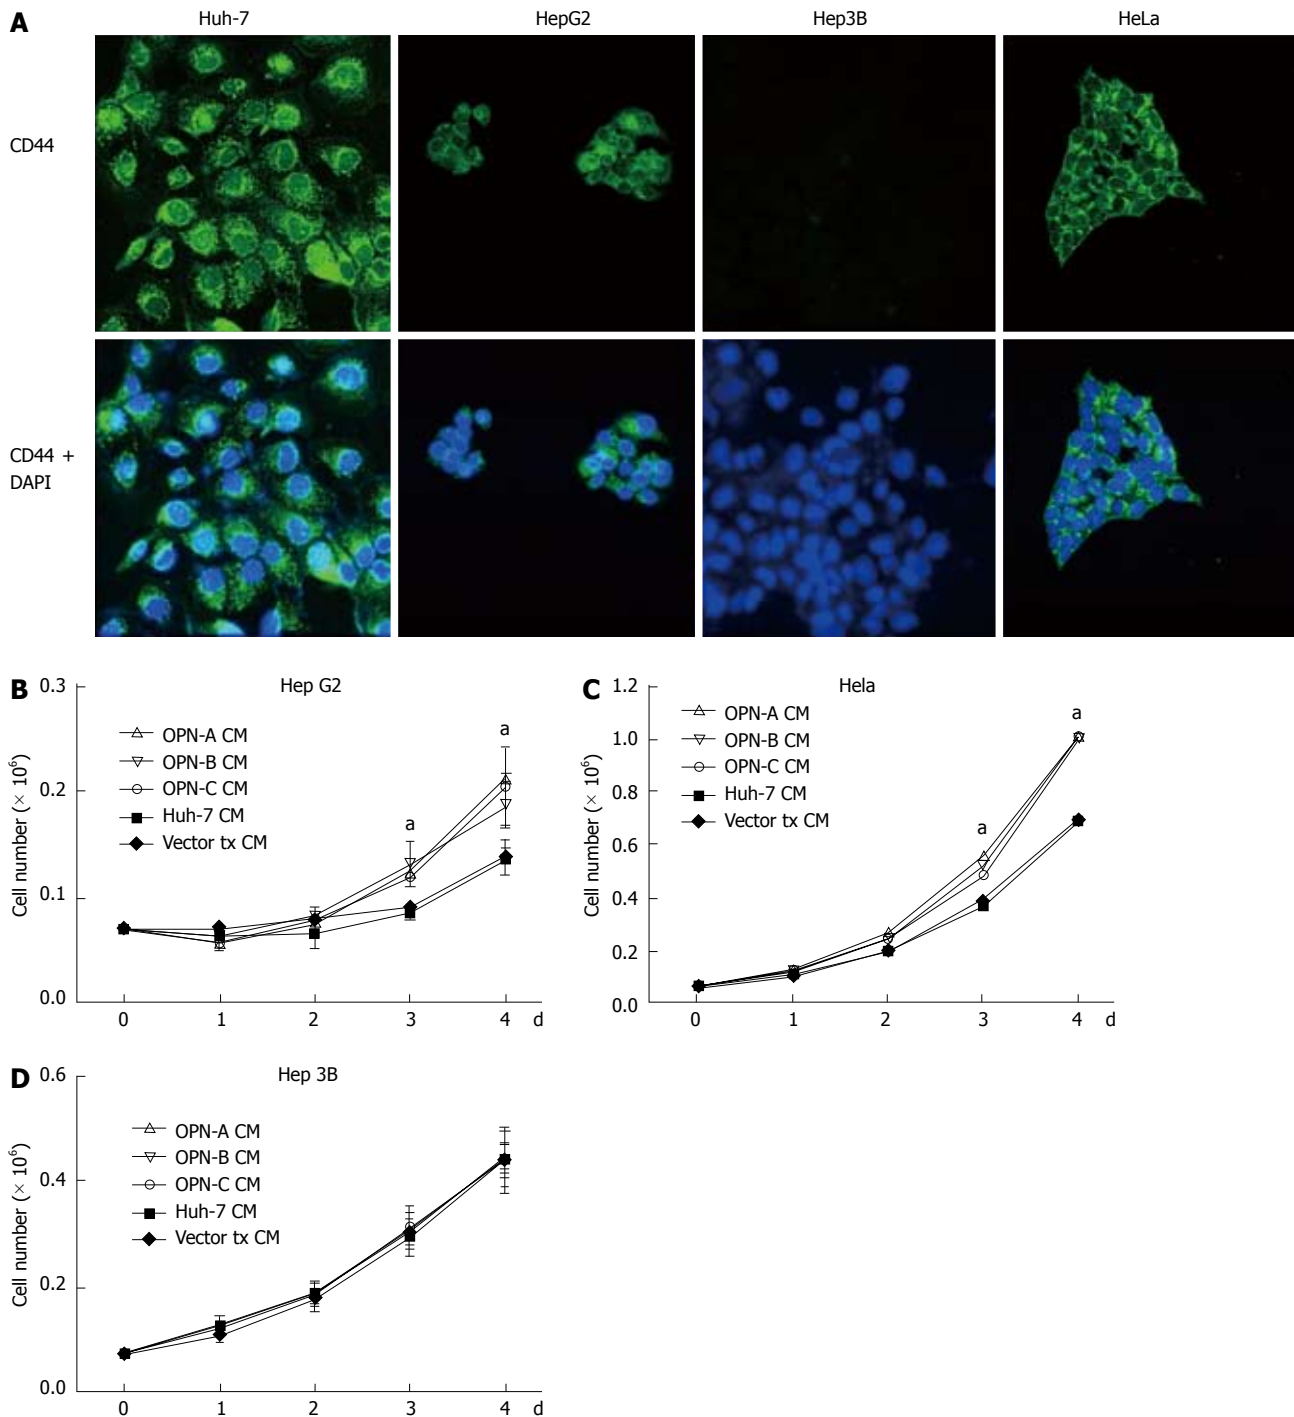 A
Huh-7 HepG2 Hep3B HeLa
CD44
CD44 +
DAPI
B
Hep G2
Cell number (× 10⁶)
0.3
0.2
0.1
0.0
OPN-A CM
OPN-B CM
OPN-C CM
Huh-7 CM
Vector tx CM
a
a
0 1 2 3 4 d
C
Hela
Cell number (× 10⁶)
1.2
1.0
0.8
0.6
0.4
0.2
0.0
OPN-A CM
OPN-B CM
OPN-C CM
Huh-7 CM
Vector tx CM
a
a
0 1 2 3 4 d
D
Hep 3B
Cell number (× 10⁶)
0.6
0.4
0.2
0.0
OPN-A CM
OPN-B CM
OPN-C CM
Huh-7 CM
Vector tx CM
0 1 2 3 4 d